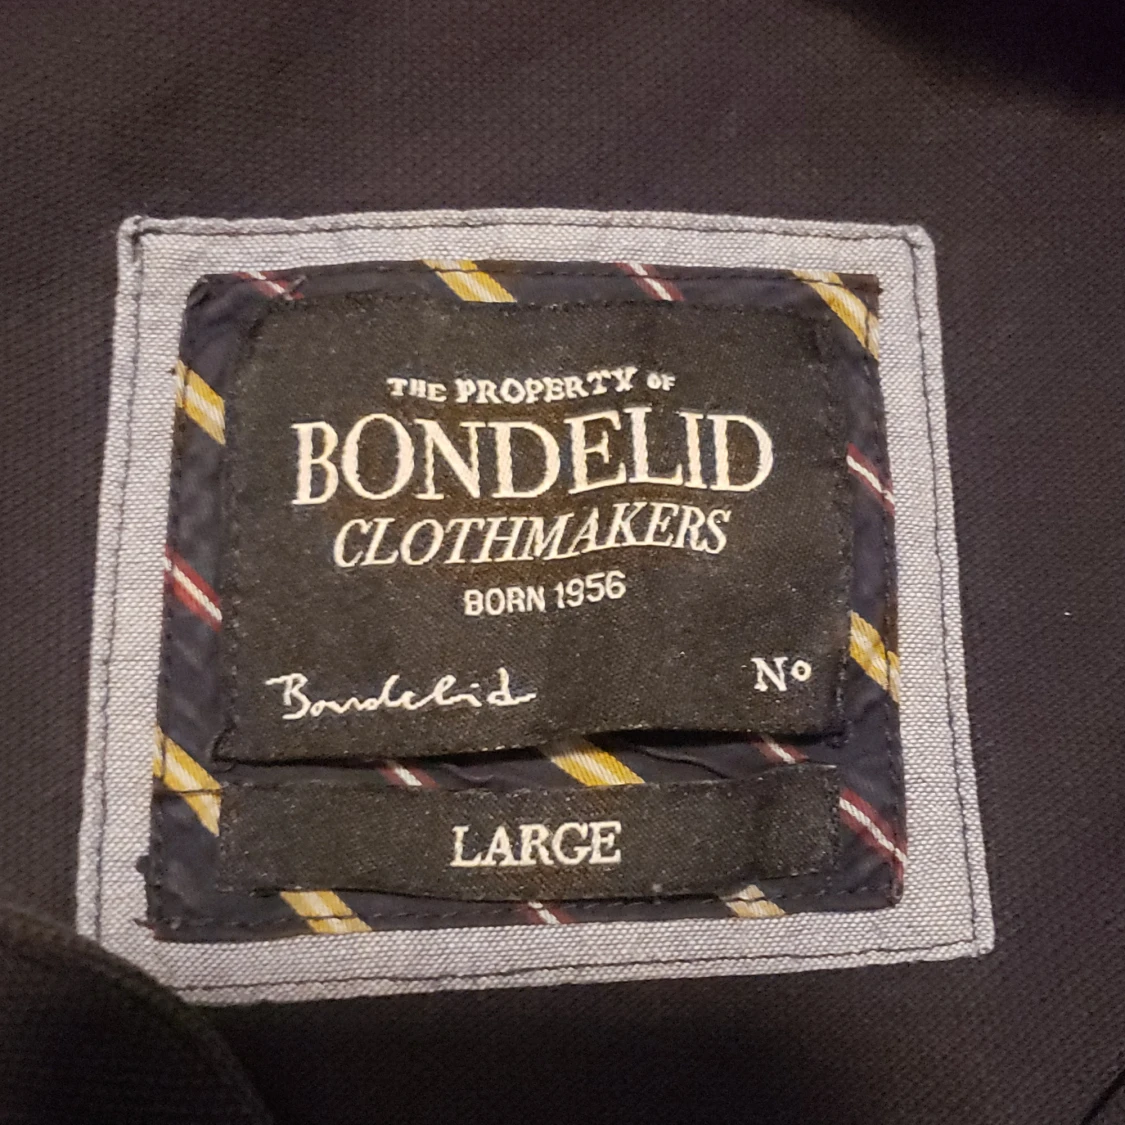 THE PROPERTY OF
BONDELID
CLOTHMAKERS
BORN 1956
Bondelid Nº
LARGE